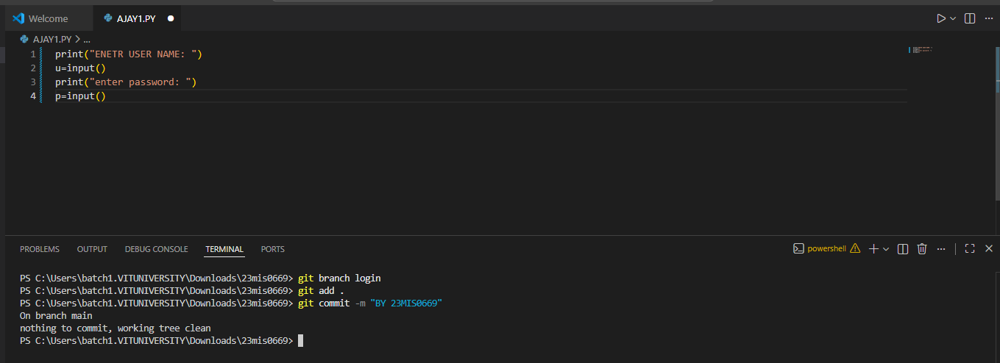 Welcome
AJAY1.PY
AJAY1.PY > ...
1 print("ENETR USER NAME: ")
2 u=input()
3 print("enter password: ")
4 p=input()
PROBLEMS OUTPUT DEBUG CONSOLE TERMINAL PORTS
powershell
PS C:\Users\batch1.VITUNIVERSITY\Downloads\23mis0669> git branch login
PS C:\Users\batch1.VITUNIVERSITY\Downloads\23mis0669> git add .
PS C:\Users\batch1.VITUNIVERSITY\Downloads\23mis0669> git commit -m "BY 23MIS0669"
On branch main
nothing to commit, working tree clean
PS C:\Users\batch1.VITUNIVERSITY\Downloads\23mis0669>